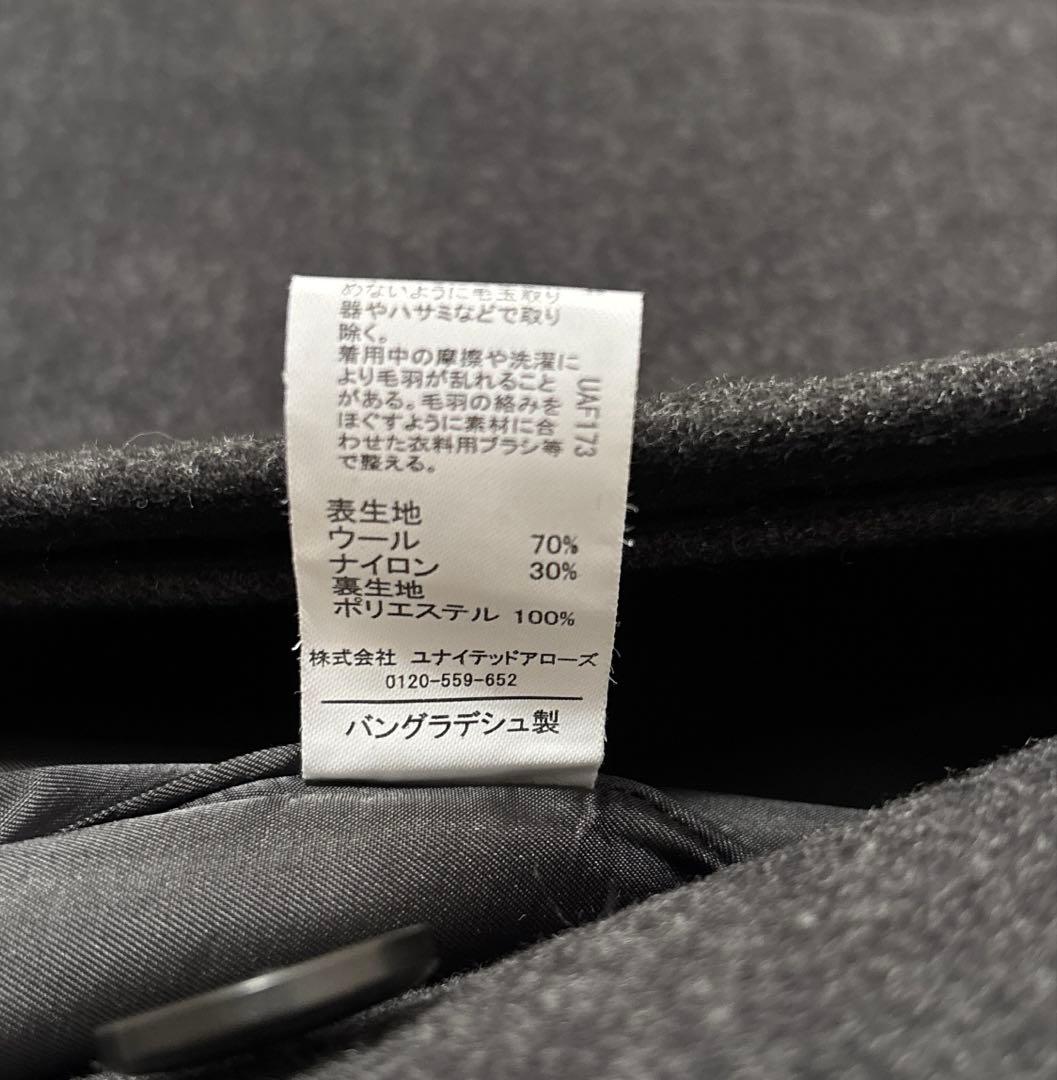 めないように毛玉取り
器やハサミなどで取り
除く。
着用中の摩擦や洗濯に
より毛羽が乱れること
がある。毛羽の絡みを
ほぐすように素材に合
わせた衣料用ブラシ等
で整える。
UAF173
表生地
ウール 70%
ナイロン 30%
裏生地
ポリエステル 100%
株式会社 ユナイテッドアローズ
0120-559-652
バングラデシュ製